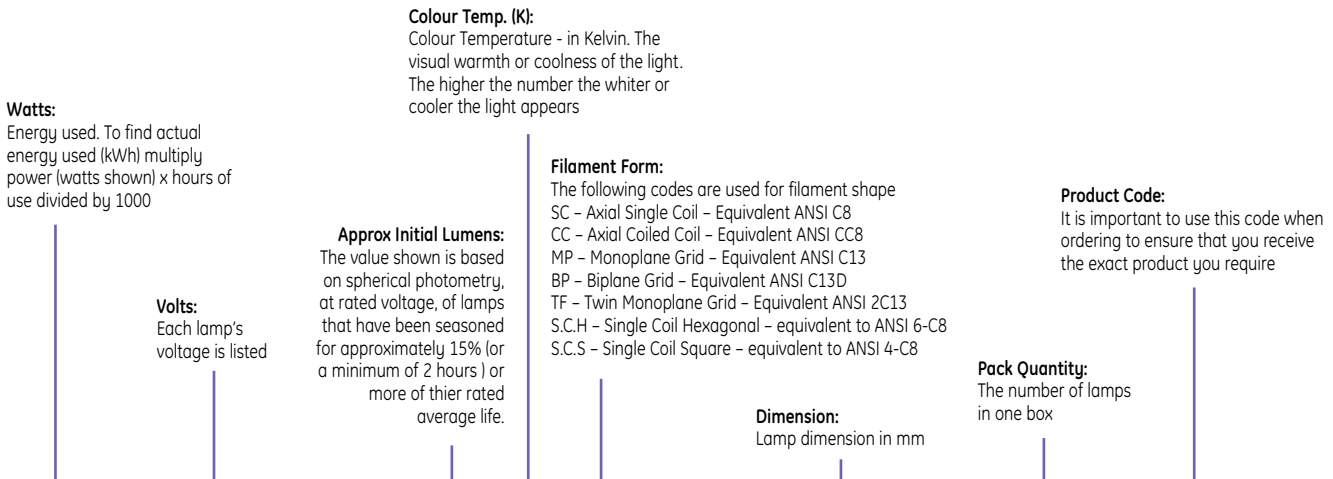 Colour Temp. (K):
Colour Temperature - in Kelvin. The
visual warmth or coolness of the light.
The higher the number the whiter or
cooler the light appears
Watts:
Energy used. To find actual
energy used (kWh) multiply
power (watts shown) x hours of
use divided by 1000
Filament Form:
The following codes are used for filament shape
SC – Axial Single Coil – Equivalent ANSI C8
CC – Axial Coiled Coil – Equivalent ANSI CC8
MP – Monoplane Grid – Equivalent ANSI C13
BP – Biplane Grid – Equivalent ANSI C13D
TF – Twin Monoplane Grid – Equivalent ANSI 2C13
S.C.H – Single Coil Hexagonal – equivalent to ANSI 6-C8
S.C.S – Single Coil Square – equivalent to ANSI 4-C8
Product Code:
It is important to use this code when
ordering to ensure that you receive
the exact product you require
Approx Initial Lumens:
The value shown is based
on spherical photometry,
at rated voltage, of lamps
that have been seasoned
for approximately 15% (or
a minimum of 2 hours ) or
more of thier rated
average life.
Volts:
Each lamp's
voltage is listed
Pack Quantity:
The number of lamps
in one box
Dimension:
Lamp dimension in mm